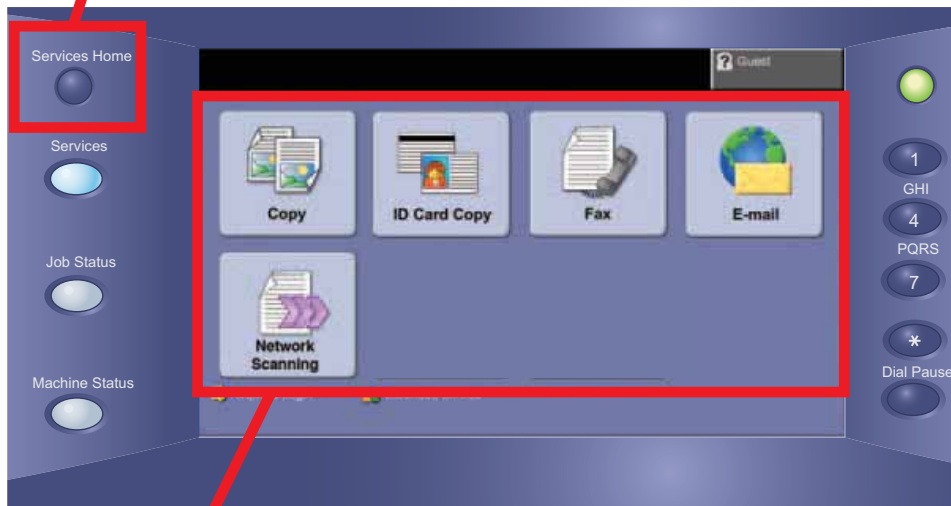 Services Home
Guest
Services
Copy
ID Card Copy
Fax
E-mail
1
GHI
4
PQRS
7
Job Status
Network
Scanning
*
Machine Status
Dial Pause